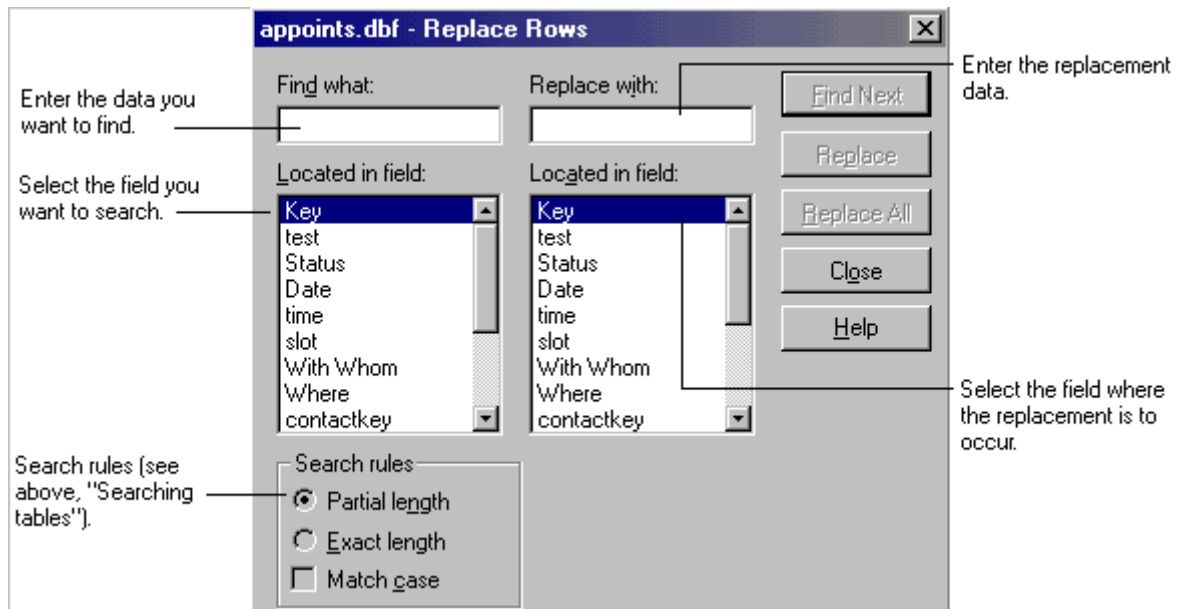 appoints.dbf - Replace Rows
Enter the data you
want to find.
Find what:
Replace with:
Enter the replacement
data.
Find Next
Replace
Replace All
Close
Help
Select the field you
want to search.
Located in field:
Key
test
Status
Date
time
slot
With Whom
Where
contactkey
Located in field:
Key
test
Status
Date
time
slot
With Whom
Where
contactkey
Select the field where
the replacement is to
occur.
Search rules (see
above, "Searching
tables").
Search rules
Partial length
Exact length
Match case